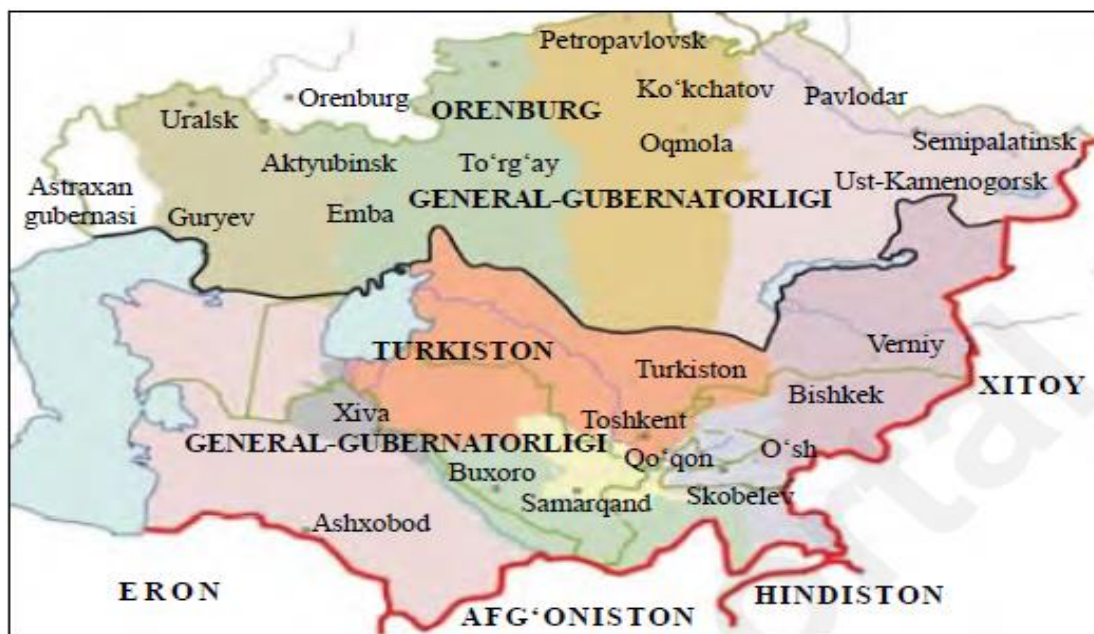 Petropavlovsk
Ko‘kchatov
Pavlodar
Orenburg
Uralsk
ORENBURG
Oqmola
Semipalatinsk
Aktyubinsk
To‘rg‘ay
Ust-Kamenogorsk
Astraxan
gubernasi
Guryev
Emba
GENERAL-GUBERNATORLIGI
TURKISTON
Turkiston
Verniy
XITOY
Bishkek
Xiva
Toshkent
GENERAL-GUBERNATORLIGI
Qo‘qon
O‘sh
Buxoro
Samarqand
Skobelev
Ashxobod
ERON
AFG‘ONISTON
HINDISTON